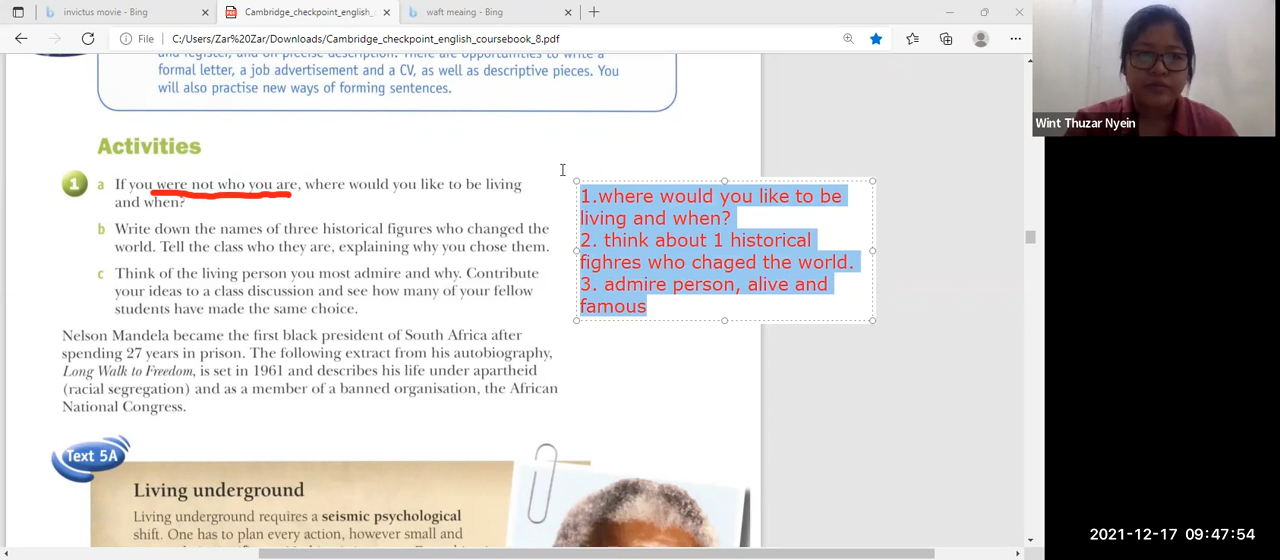 invictus movie - Bing
Cambridge_checkpoint_english_
waft meaing - Bing
File
C:/Users/Zar%20Zar/Downloads/Cambridge_checkpoint_english_coursebook_8.pdf
and register, and on precise description. There are opportunities to write a
formal letter, a job advertisement and a CV, as well as descriptive pieces. You
will also practise new ways of forming sentences.
Activities
1 a If you were not who you are, where would you like to be living
and when?
b Write down the names of three historical figures who changed the
world. Tell the class who they are, explaining why you chose them.
c Think of the living person you most admire and why. Contribute
your ideas to a class discussion and see how many of your fellow
students have made the same choice.
1.where would you like to be
living and when?
2. think about 1 historical
fighres who chaged the world.
3. admire person, alive and
famous
Nelson Mandela became the first black president of South Africa after
spending 27 years in prison. The following extract from his autobiography,
Long Walk to Freedom, is set in 1961 and describes his life under apartheid
(racial segregation) and as a member of a banned organisation, the African
National Congress.
Text 5A
Living underground
Living underground requires a seismic psychological
shift. One has to plan every action, however small and
Wint Thuzar Nyein
2021-12-17 09:47:54